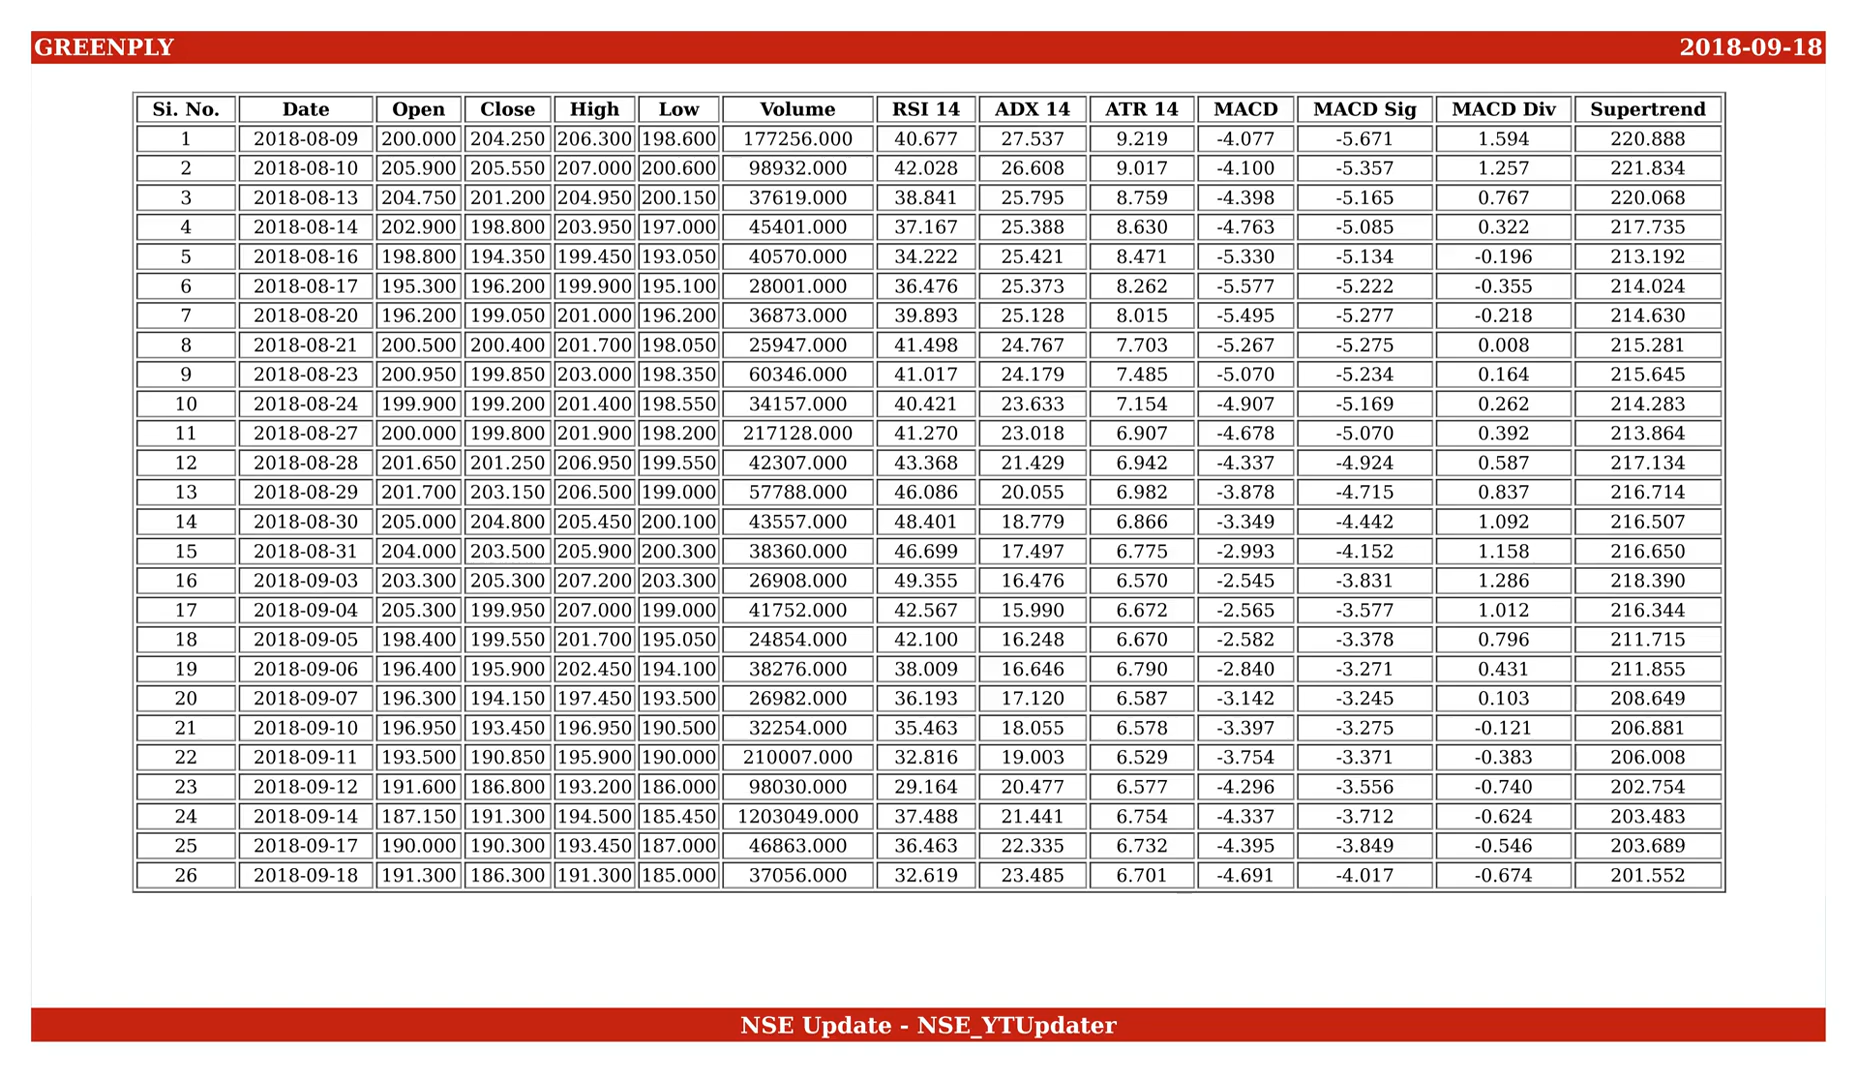 GREENPLY 2018-09-18
Si. No. Date Open Close High Low Volume RSI 14 ADX 14 ATR 14 MACD MACD Sig MACD Div Supertrend
1 2018-08-09 200.000 204.250 206.300 198.600 177256.000 40.677 27.537 9.219 -4.077 -5.671 1.594 220.888
2 2018-08-10 205.900 205.550 207.000 200.600 98932.000 42.028 26.608 9.017 -4.100 -5.357 1.257 221.834
3 2018-08-13 204.750 201.200 204.950 200.150 37619.000 38.841 25.795 8.759 -4.398 -5.165 0.767 220.068
4 2018-08-14 202.900 198.800 203.950 197.000 45401.000 37.167 25.388 8.630 -4.763 -5.085 0.322 217.735
5 2018-08-16 198.800 194.350 199.450 193.050 40570.000 34.222 25.421 8.471 -5.330 -5.134 -0.196 213.192
6 2018-08-17 195.300 196.200 199.900 195.100 28001.000 36.476 25.373 8.262 -5.577 -5.222 -0.355 214.024
7 2018-08-20 196.200 199.050 201.000 196.200 36873.000 39.893 25.128 8.015 -5.495 -5.277 -0.218 214.630
8 2018-08-21 200.500 200.400 201.700 198.050 25947.000 41.498 24.767 7.703 -5.267 -5.275 0.008 215.281
9 2018-08-23 200.950 199.850 203.000 198.350 60346.000 41.017 24.179 7.485 -5.070 -5.234 0.164 215.645
10 2018-08-24 199.900 199.200 201.400 198.550 34157.000 40.421 23.633 7.154 -4.907 -5.169 0.262 214.283
11 2018-08-27 200.000 199.800 201.900 198.200 217128.000 41.270 23.018 6.907 -4.678 -5.070 0.392 213.864
12 2018-08-28 201.650 201.250 206.950 199.550 42307.000 43.368 21.429 6.942 -4.337 -4.924 0.587 217.134
13 2018-08-29 201.700 203.150 206.500 199.000 57788.000 46.086 20.055 6.982 -3.878 -4.715 0.837 216.714
14 2018-08-30 205.000 204.800 205.450 200.100 43557.000 48.401 18.779 6.866 -3.349 -4.442 1.092 216.507
15 2018-08-31 204.000 203.500 205.900 200.300 38360.000 46.699 17.497 6.775 -2.993 -4.152 1.158 216.650
16 2018-09-03 203.300 205.300 207.200 203.300 26908.000 49.355 16.476 6.570 -2.545 -3.831 1.286 218.390
17 2018-09-04 205.300 199.950 207.000 199.000 41752.000 42.567 15.990 6.672 -2.565 -3.577 1.012 216.344
18 2018-09-05 198.400 199.550 201.700 195.050 24854.000 42.100 16.248 6.670 -2.582 -3.378 0.796 211.715
19 2018-09-06 196.400 195.900 202.450 194.100 38276.000 38.009 16.646 6.790 -2.840 -3.271 0.431 211.855
20 2018-09-07 196.300 194.150 197.450 193.500 26982.000 36.193 17.120 6.587 -3.142 -3.245 0.103 208.649
21 2018-09-10 196.950 193.450 196.950 190.500 32254.000 35.463 18.055 6.578 -3.397 -3.275 -0.121 206.881
22 2018-09-11 193.500 190.850 195.900 190.000 210007.000 32.816 19.003 6.529 -3.754 -3.371 -0.383 206.008
23 2018-09-12 191.600 186.800 193.200 186.000 98030.000 29.164 20.477 6.577 -4.296 -3.556 -0.740 202.754
24 2018-09-14 187.150 191.300 194.500 185.450 1203049.000 37.488 21.441 6.754 -4.337 -3.712 -0.624 203.483
25 2018-09-17 190.000 190.300 193.450 187.000 46863.000 36.463 22.335 6.732 -4.395 -3.849 -0.546 203.689
26 2018-09-18 191.300 186.300 191.300 185.000 37056.000 32.619 23.485 6.701 -4.691 -4.017 -0.674 201.552
NSE Update - NSE_YTUpdater